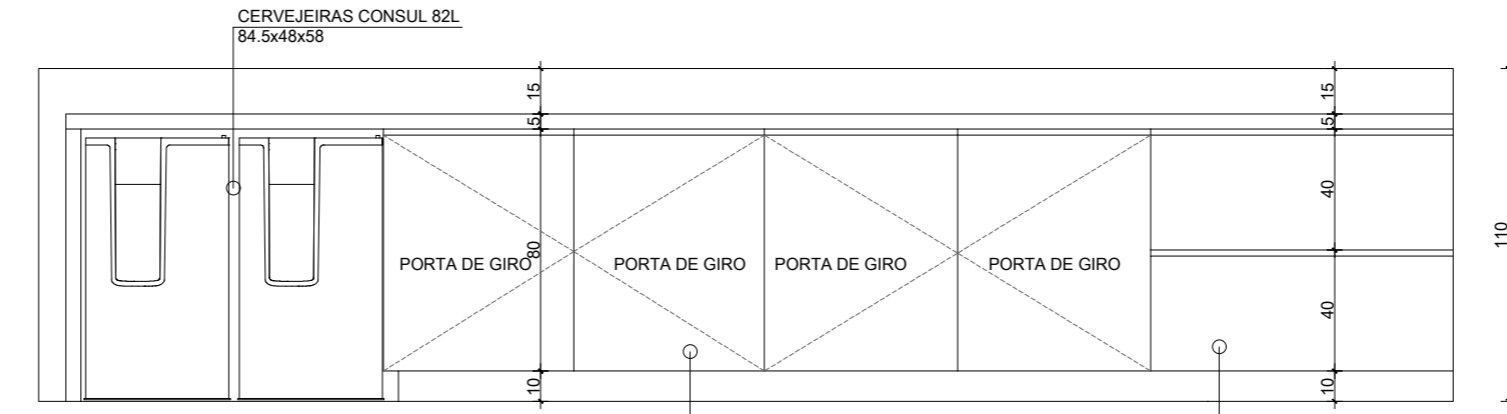 CERVEJEIRAS CONSUL 82L
84.5x48x58
15
15
5
5
40
110
80
PORTA DE GIRO
PORTA DE GIRO
PORTA DE GIRO
PORTA DE GIRO
40
10
10